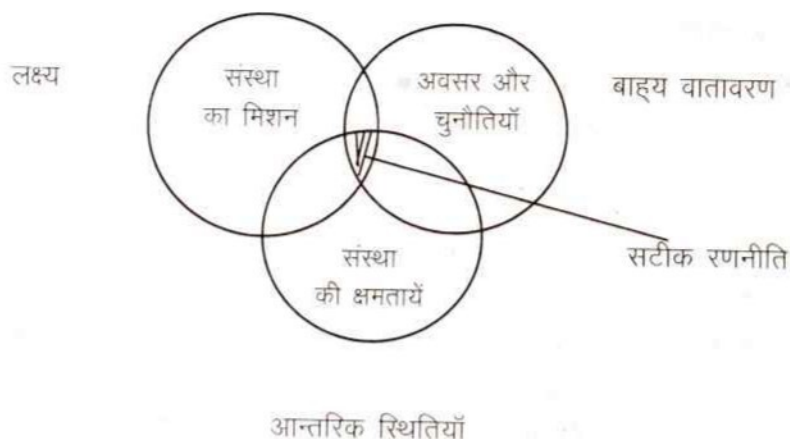 लक्ष्य
संस्था
का मिशन
अवसर और
चुनौतियॉ
बाह्य वातावरण
संस्था
की क्षमतायें
सटीक रणनीति
आन्तरिक स्थितियॉ